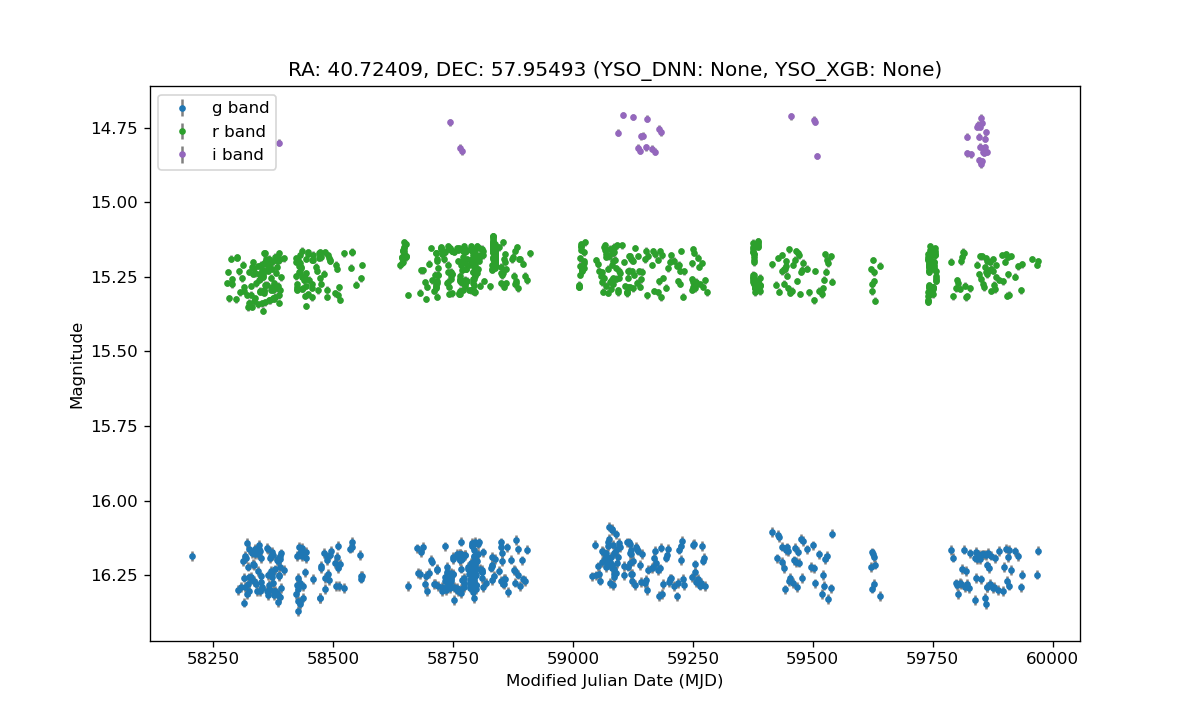 RA: 40.72409, DEC: 57.95493 (YSO_DNN: None, YSO_XGB: None)
g band
r band
i band
14.75
15.00
15.25
15.50
15.75
16.00
16.25
Magnitude
58250 58500 58750 59000 59250 59500 59750 60000
Modified Julian Date (MJD)